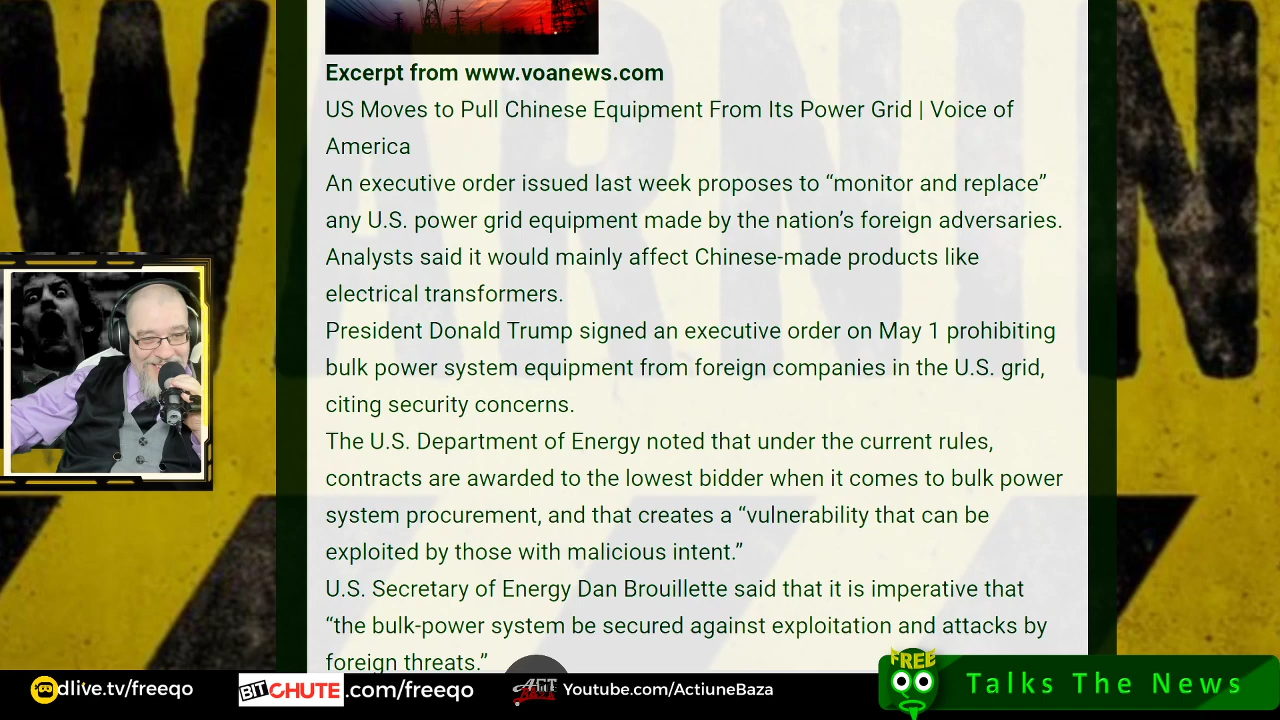 WARNIN
Excerpt from www.voanews.com
US Moves to Pull Chinese Equipment From Its Power Grid | Voice of
America
An executive order issued last week proposes to “monitor and replace”
any U.S. power grid equipment made by the nation’s foreign adversaries.
Analysts said it would mainly affect Chinese-made products like
electrical transformers.
President Donald Trump signed an executive order on May 1 prohibiting
bulk power system equipment from foreign companies in the U.S. grid,
citing security concerns.
The U.S. Department of Energy noted that under the current rules,
contracts are awarded to the lowest bidder when it comes to bulk power
system procurement, and that creates a “vulnerability that can be
exploited by those with malicious intent.”
U.S. Secretary of Energy Dan Brouillette said that it is imperative that
“the bulk-power system be secured against exploitation and attacks by
foreign threats.”
dlive.tv/freeqo
BITCHUTE.com/freeqo
Youtube.com/ActiuneBaza
FREE
Talks The News